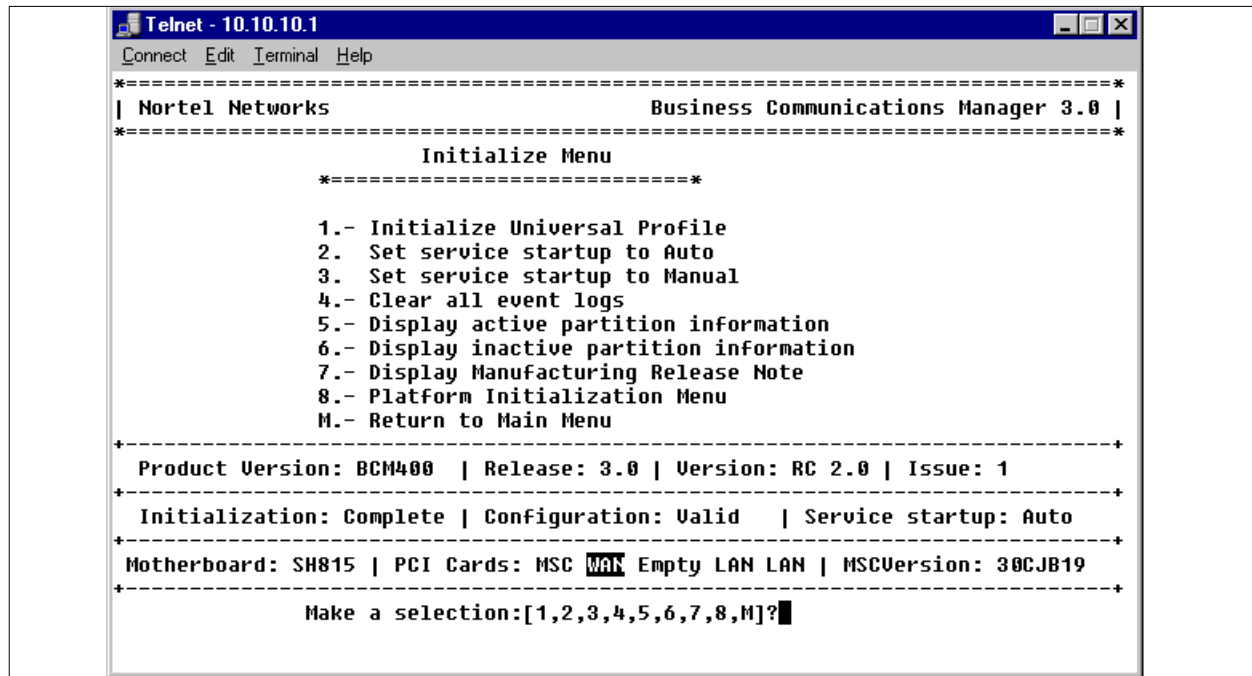 Telnet - 10.10.10.1
Connect Edit Terminal Help
*=============================================================================*
| Nortel Networks Business Communications Manager 3.0 |
*=============================================================================*
Initialize Menu
*============================*
1.- Initialize Universal Profile
2. Set service startup to Auto
3. Set service startup to Manual
4.- Clear all event logs
5.- Display active partition information
6.- Display inactive partition information
7.- Display Manufacturing Release Note
8.- Platform Initialization Menu
M.- Return to Main Menu
+-----------------------------------------------------------------------------+
Product Version: BCM400 | Release: 3.0 | Version: RC 2.0 | Issue: 1
+-----------------------------------------------------------------------------+
Initialization: Complete | Configuration: Valid | Service startup: Auto
+-----------------------------------------------------------------------------+
Motherboard: SH815 | PCI Cards: MSC WAN Empty LAN LAN | MSCVersion: 30CJB19
+-----------------------------------------------------------------------------+
Make a selection:[1,2,3,4,5,6,7,8,M]?